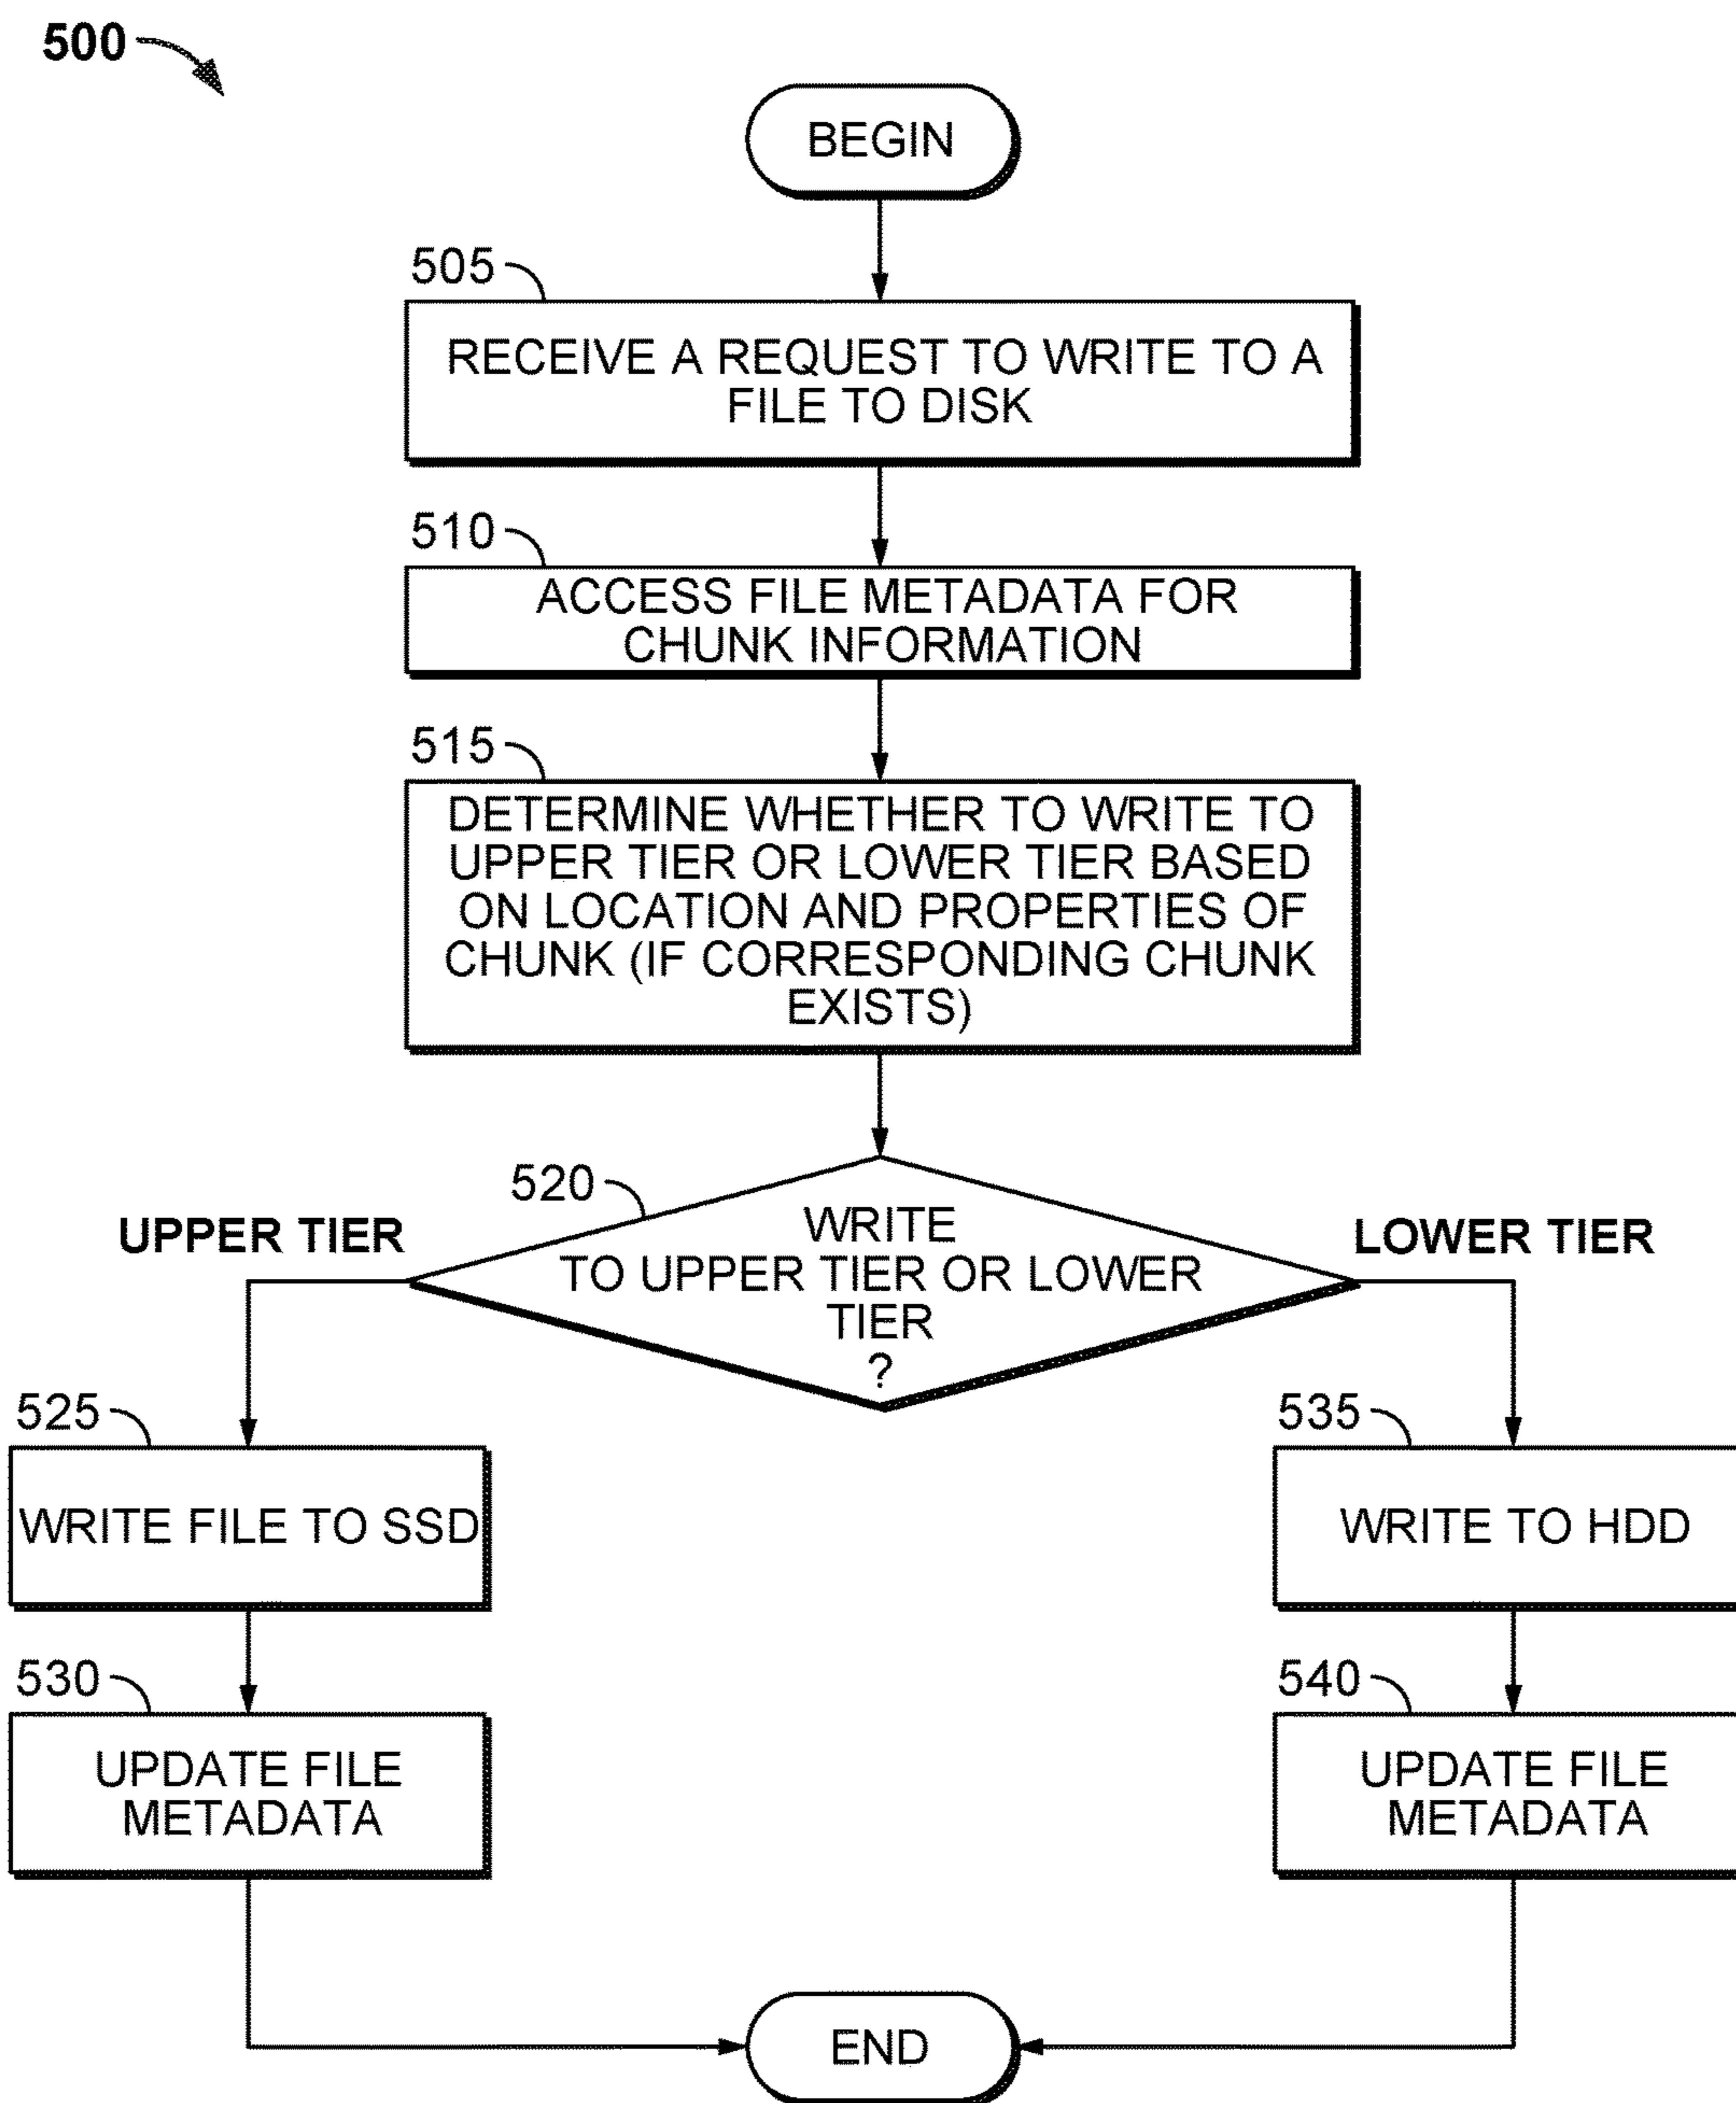 500
BEGIN
505
RECEIVE A REQUEST TO WRITE TO A
FILE TO DISK
510
ACCESS FILE METADATA FOR
CHUNK INFORMATION
515
DETERMINE WHETHER TO WRITE TO
UPPER TIER OR LOWER TIER BASED
ON LOCATION AND PROPERTIES OF
CHUNK (IF CORRESPONDING CHUNK
EXISTS)
520
UPPER TIER
WRITE
TO UPPER TIER OR LOWER
TIER
?
LOWER TIER
525
WRITE FILE TO SSD
535
WRITE TO HDD
530
UPDATE FILE
METADATA
540
UPDATE FILE
METADATA
END